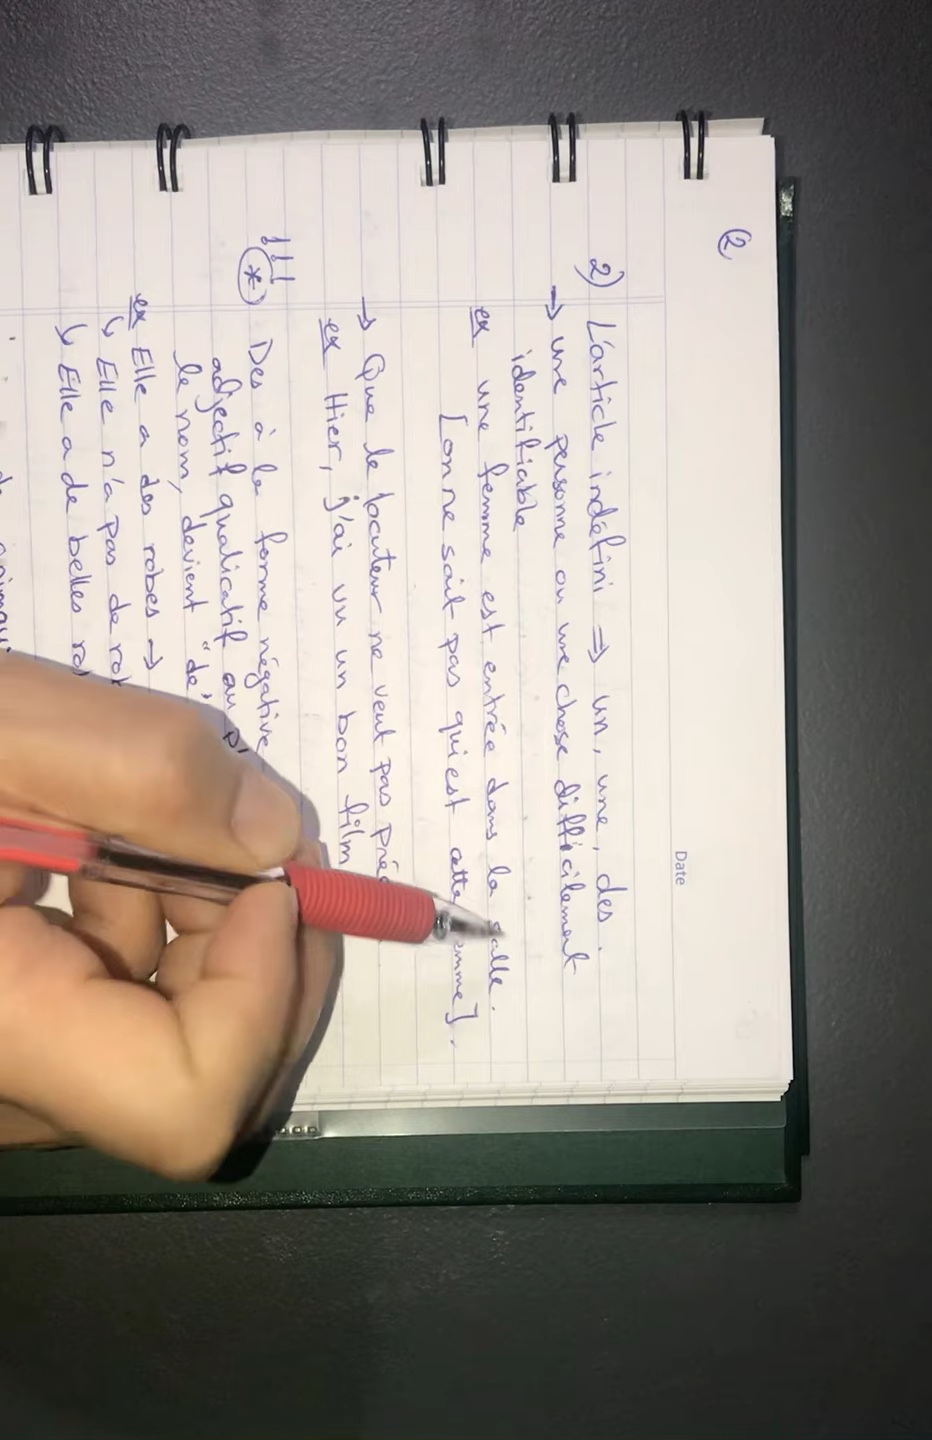 2
Date
2) L'article indéfini => un, une, des.
→ une personne ou une chose difficilement
identifiable
ex une femme est entrée dans la salle.
[on ne sait pas qui est cette femme].
→ Que le locuteur ne veut pas
ex Hier, j'ai vu un bon film
!!!
* Des à la forme négative
adjectif qualicatif au
le nom, devient "de"
ex Elle a des robes →
↳ Elle n'a pas de
↳ Elle a de belles